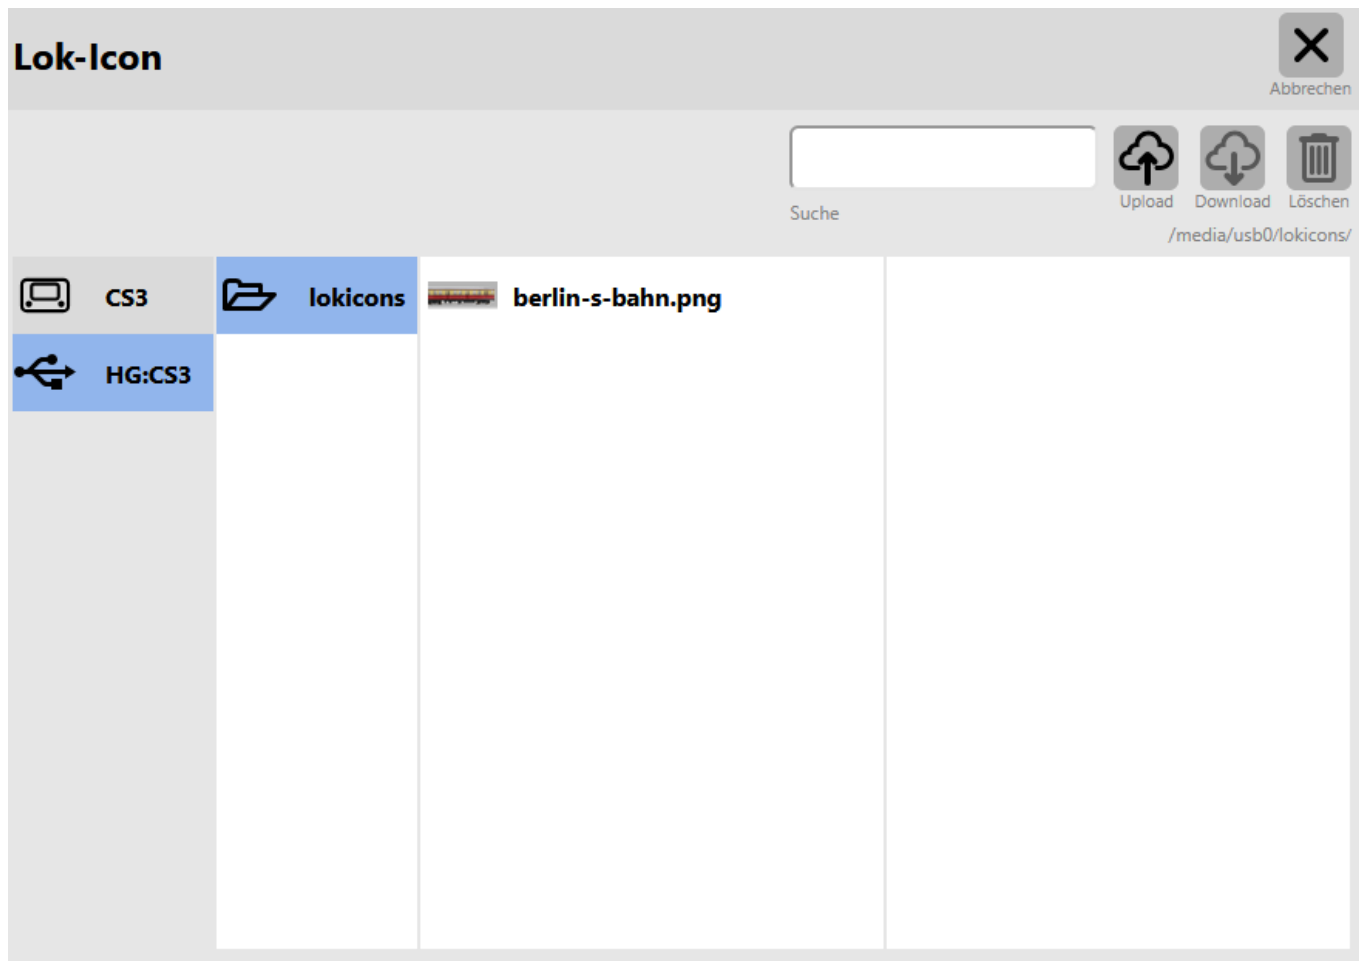 Lok-Icon
Abbrechen
Suche
Upload
Download
Löschen
/media/usb0/lokicons/
CS3
lokicons
berlin-s-bahn.png
HG:CS3